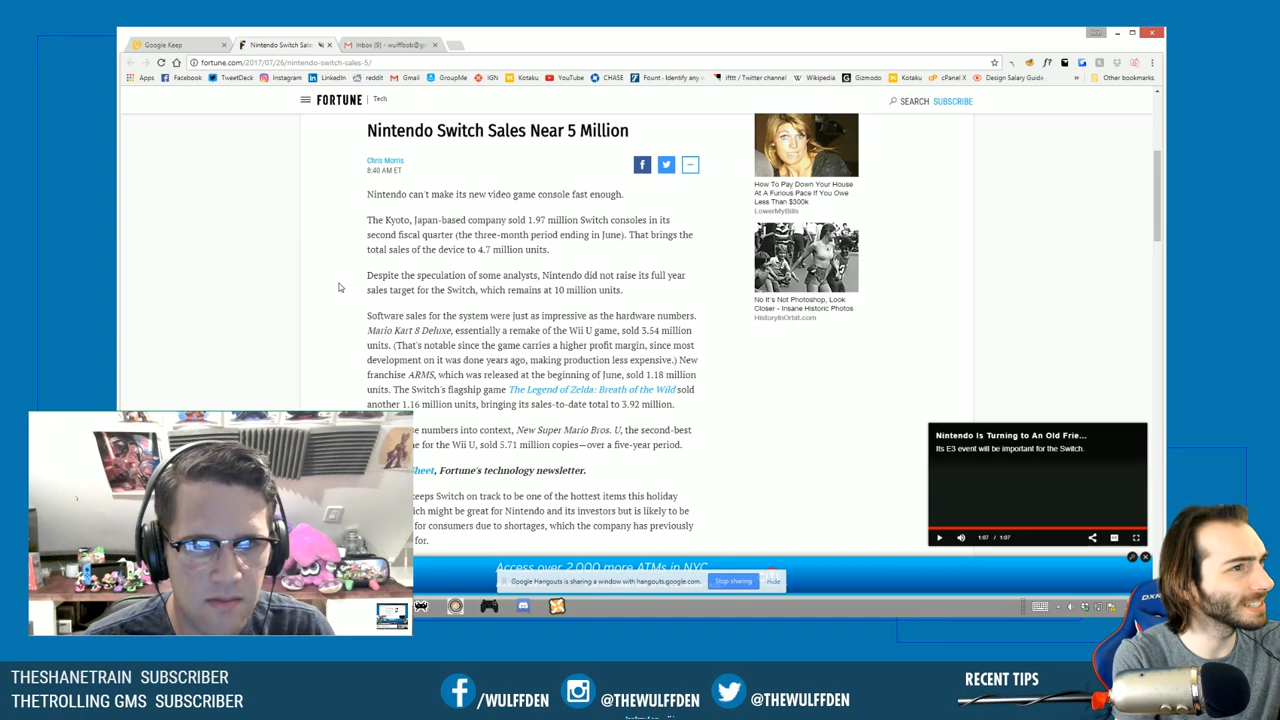 Google Keep
Nintendo Switch Sale
Inbox (9) - wulffbob@g
fortune.com/2017/07/26/nintendo-switch-sales-5/
Apps Facebook TweetDeck Instagram LinkedIn reddit Gmail GroupMe IGN Kotaku YouTube CHASE Fount - Identify any ifttt / Twitter channel Wikipedia Gizmodo Kotaku cPanel X Design Salary Guide » Other bookmarks
FORTUNE | Tech
SEARCH SUBSCRIBE
Nintendo Switch Sales Near 5 Million
Chris Morris
8:40 AM ET
Nintendo can't make its new video game console fast enough.
The Kyoto, Japan-based company sold 1.97 million Switch consoles in its
second fiscal quarter (the three-month period ending in June). That brings the
total sales of the device to 4.7 million units.
Despite the speculation of some analysts, Nintendo did not raise its full year
sales target for the Switch, which remains at 10 million units.
Software sales for the system were just as impressive as the hardware numbers.
Mario Kart 8 Deluxe, essentially a remake of the Wii U game, sold 3.54 million
units. (That's notable since the game carries a higher profit margin, since most
development on it was done years ago, making production less expensive.) New
franchise ARMS, which was released at the beginning of June, sold 1.18 million
units. The Switch's flagship game The Legend of Zelda: Breath of the Wild sold
another 1.16 million units, bringing its sales-to-date total to 3.92 million.
numbers into context, New Super Mario Bros. U, the second-best
for the Wii U, sold 5.71 million copies—over a five-year period.
Sheet, Fortune's technology newsletter.
keeps Switch on track to be one of the hottest items this holiday
might be great for Nintendo and its investors but is likely to be
for consumers due to shortages, which the company has previously
for.
How To Pay Down Your House
At A Furious Pace If You Owe
Less Than $300k
LowerMyBills
No It's Not Photoshop, Look
Closer - Insane Historic Photos
HistoryInOrbit.com
Nintendo Is Turning to An Old Frie...
Its E3 event will be important for the Switch.
1:07 / 1:07
Access over 2,000 more ATMs in NYC
Google Hangouts is sharing a window with hangouts.google.com.
Stop sharing
Hide
DXR
THESHANETRAIN SUBSCRIBER
THETROLLING GMS SUBSCRIBER
/WULFFDEN
@THEWULFFDEN
@THEWULFFDEN
RECENT TIPS